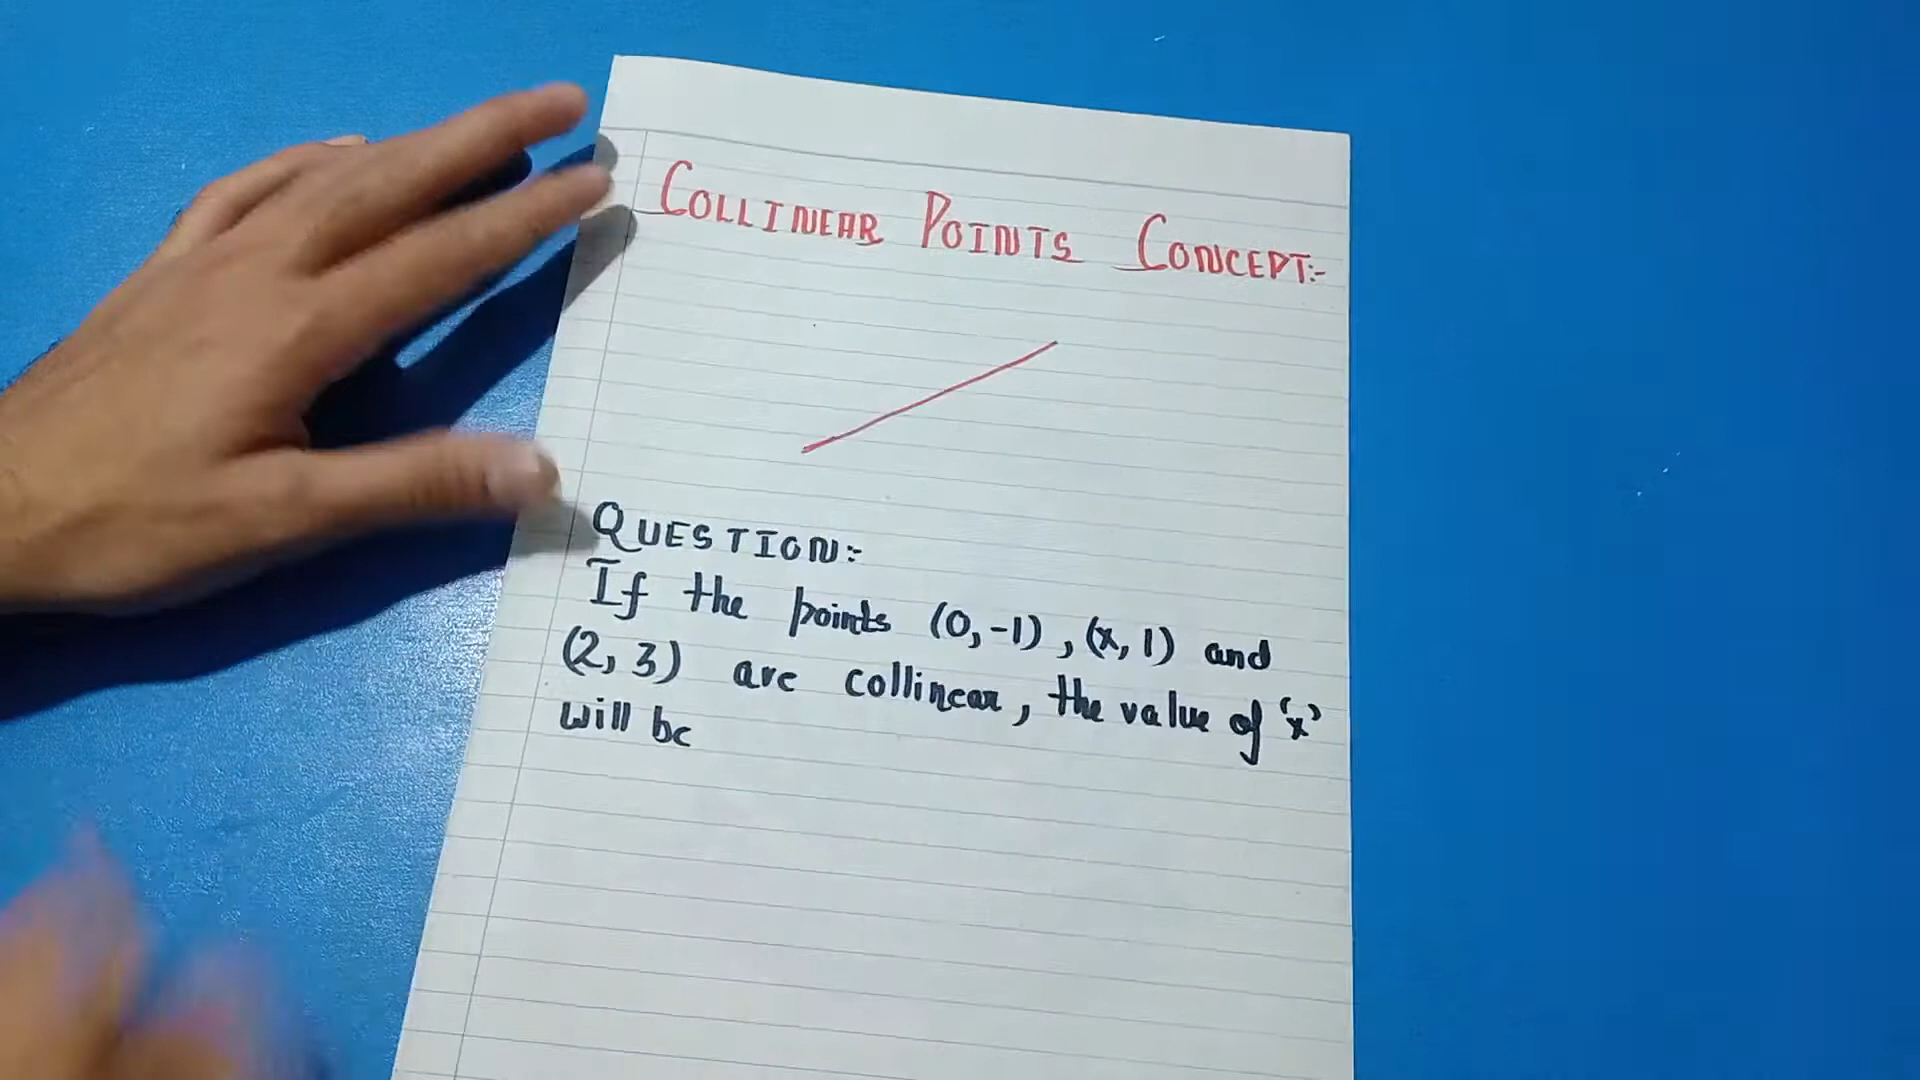 COLLINEAR POINTS CONCEPT:-
QUESTION:-
If the points (0,-1), (x, 1) and
(2, 3) are collinear, the value of 'x'
will be